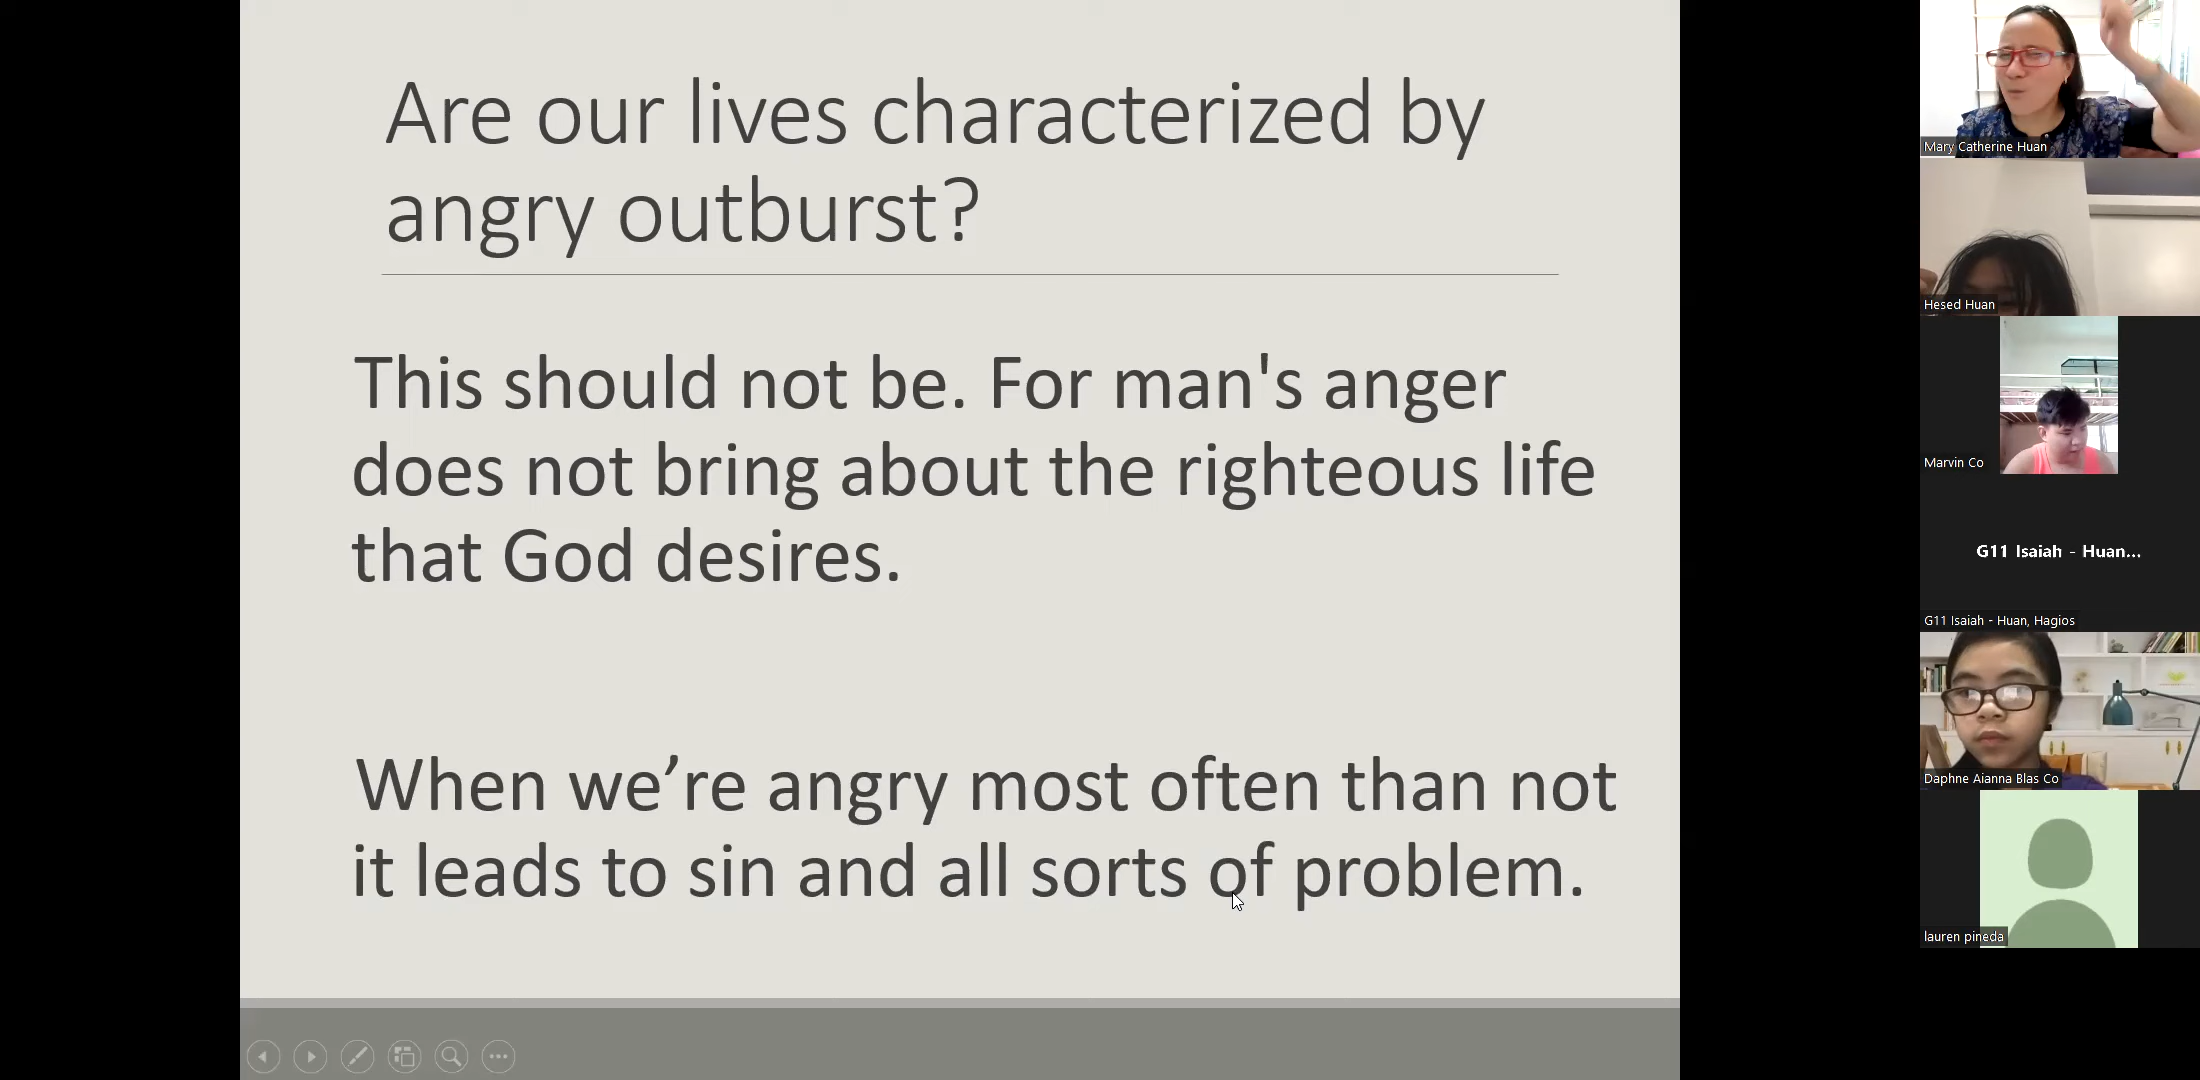 Are our lives characterized by
angry outburst?
This should not be. For man's anger
does not bring about the righteous life
that God desires.
When we’re angry most often than not
it leads to sin and all sorts of problem.
Mary Catherine Huan
Hesed Huan
Marvin Co
G11 Isaiah - Huan...
G11 Isaiah - Huan, Hagios
Daphne Aianna Blas Co
lauren pineda